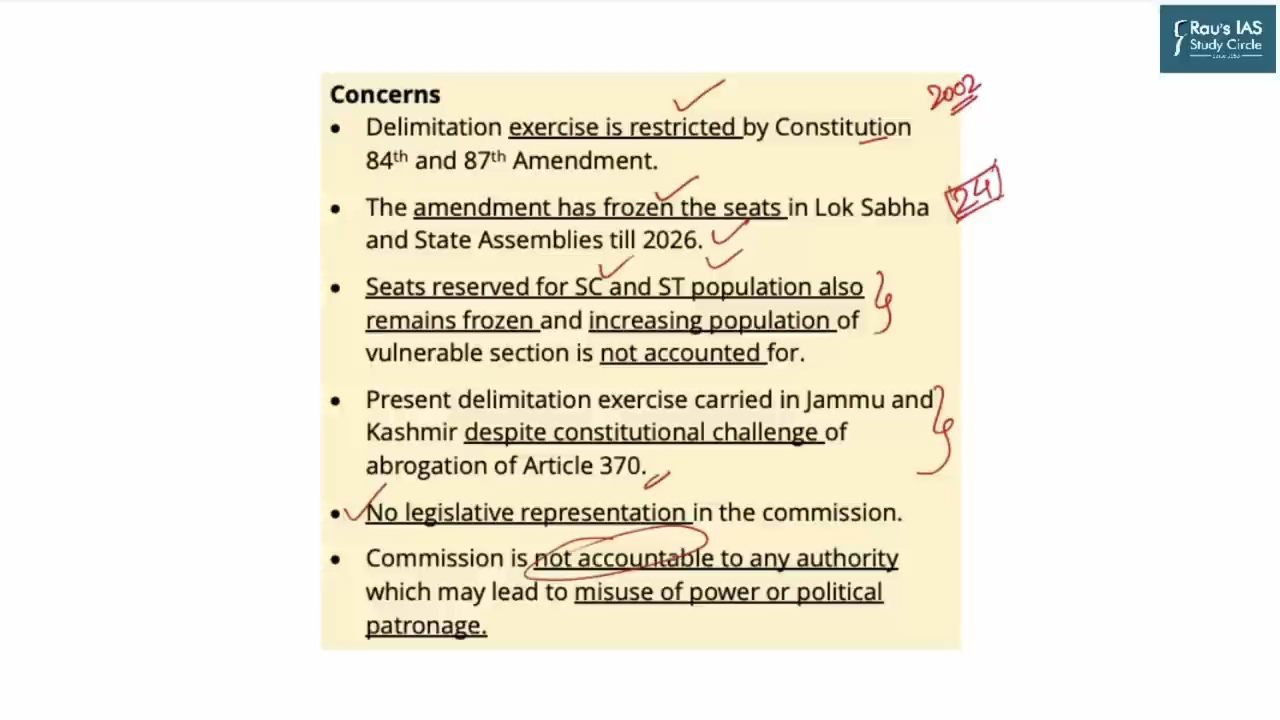 Rau's IAS
Study Circle
Concerns
2002
• Delimitation exercise is restricted by Constitution
84th and 87th Amendment.
24
• The amendment has frozen the seats in Lok Sabha
and State Assemblies till 2026.
• Seats reserved for SC and ST population also
remains frozen and increasing population of
vulnerable section is not accounted for.
• Present delimitation exercise carried in Jammu and
Kashmir despite constitutional challenge of
abrogation of Article 370.
• No legislative representation in the commission.
• Commission is not accountable to any authority
which may lead to misuse of power or political
patronage.